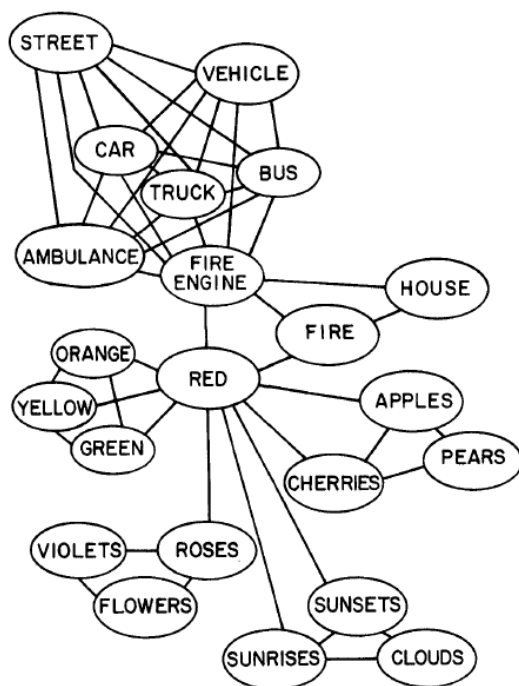 STREET
VEHICLE
CAR
TRUCK
BUS
AMBULANCE
FIRE
ENGINE
HOUSE
FIRE
ORANGE
RED
YELLOW
GREEN
APPLES
PEARS
CHERRIES
VIOLETS
ROSES
FLOWERS
SUNSETS
SUNRISES
CLOUDS